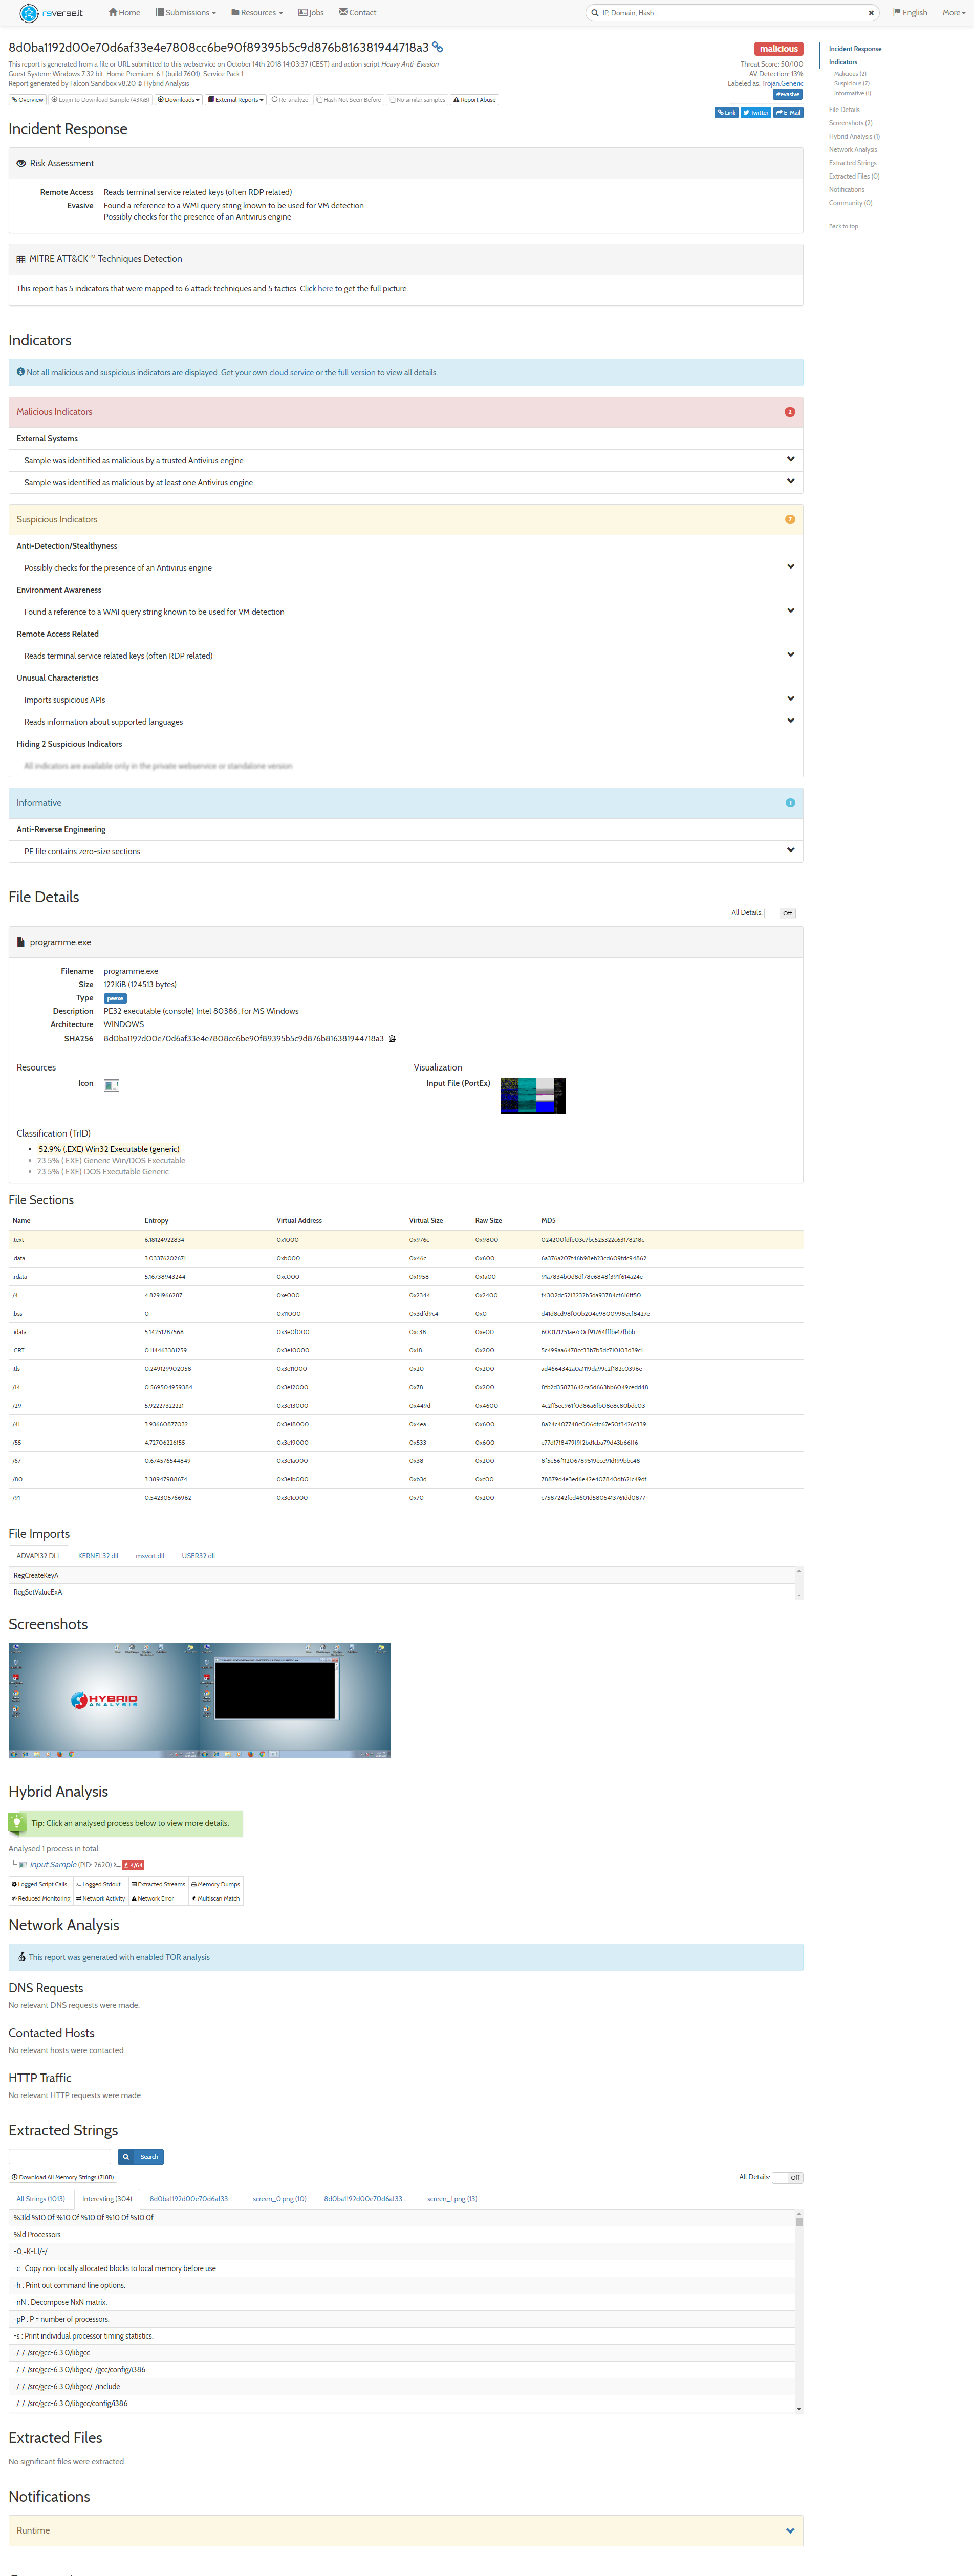 reverse.it
Home Submissions Resources Jobs Contact
IP, Domain, Hash...
English More
8d0ba1192d00e70d6af33e4e7808cc6be90f89395b5c9d876b816381944718a3
This report is generated from a file or URL submitted to this webservice on October 14th 2018 14:03:37 (CEST) and action script Heavy Anti-Evasion
Guest System: Windows 7 32 bit, Home Premium, 6.1 (build 7601), Service Pack 1
Report generated by Falcon Sandbox v8.20 © Hybrid Analysis
malicious
Threat Score: 50/100
AV Detection: 13%
Labeled as: Trojan.Generic
#evasive
Overview Login to Download Sample (43KiB) Downloads External Reports Re-analyze Hash Not Seen Before No similar samples Report Abuse
Link Twitter E-Mail
Incident Response
Indicators
Malicious (2)
Suspicious (7)
Informative (1)
File Details
Screenshots (2)
Hybrid Analysis (1)
Network Analysis
Extracted Strings
Extracted Files (0)
Notifications
Community (0)
Back to top
Incident Response
Risk Assessment
Remote Access Reads terminal service related keys (often RDP related)
Evasive Found a reference to a WMI query string known to be used for VM detection
Possibly checks for the presence of an Antivirus engine
MITRE ATT&CK™ Techniques Detection
This report has 5 indicators that were mapped to 6 attack techniques and 5 tactics. Click here to get the full picture.
Indicators
Not all malicious and suspicious indicators are displayed. Get your own cloud service or the full version to view all details.
Malicious Indicators 2
External Systems
Sample was identified as malicious by a trusted Antivirus engine
Sample was identified as malicious by at least one Antivirus engine
Suspicious Indicators 7
Anti-Detection/Stealthyness
Possibly checks for the presence of an Antivirus engine
Environment Awareness
Found a reference to a WMI query string known to be used for VM detection
Remote Access Related
Reads terminal service related keys (often RDP related)
Unusual Characteristics
Imports suspicious APIs
Reads information about supported languages
Hiding 2 Suspicious Indicators
All indicators are available only in the private webservice or standalone version
Informative 1
Anti-Reverse Engineering
PE file contains zero-size sections
File Details
All Details: Off
programme.exe
Filename programme.exe
Size 122KiB (124513 bytes)
Type peexe
Description PE32 executable (console) Intel 80386, for MS Windows
Architecture WINDOWS
SHA256 8d0ba1192d00e70d6af33e4e7808cc6be90f89395b5c9d876b816381944718a3
Resources
Icon
Visualization
Input File (PortEx)
Classification (TrID)
52.9% (.EXE) Win32 Executable (generic)
23.5% (.EXE) Generic Win/DOS Executable
23.5% (.EXE) DOS Executable Generic
File Sections
Name Entropy Virtual Address Virtual Size Raw Size MD5
.text 6.18124922834 0x1000 0x976c 0x9800 024200fdfe03e7bc525322c63178218c
.data 3.03376202671 0xb000 0x46c 0x600 6a376a207f46b98eb23cd609fdc94862
.rdata 5.16738943244 0xc000 0x1958 0x1a00 91a7834b0d8df78e6848f391f614a24e
/4 4.8291966287 0xe000 0x2344 0x2400 f4302dc5213232b5da93784cf616ff50
.bss 0 0x11000 0x3dfd9c4 0x0 d41d8cd98f00b204e9800998ecf8427e
.idata 5.14251287568 0x3e0f000 0xc38 0xe00 600171251ae7c0cf91764fffbe17fbbb
.CRT 0.114463381259 0x3e10000 0x18 0x200 5c499aa6478cc33b7b5dc710103d39c1
.tls 0.249129902058 0x3e11000 0x20 0x200 ad4664342a0a1119da99c2f182c0396e
/14 0.569504959384 0x3e12000 0x78 0x200 8fb2d35873642ca5d663bb6049cedd48
/29 5.92227322221 0x3e13000 0x449d 0x4600 4c2ff5ec961f0d86a6fb08e8c80bde03
/41 3.93660877032 0x3e18000 0x4ea 0x600 8a24c407748c006dfc67e50f3426f339
/55 4.72706226155 0x3e19000 0x533 0x600 e77d1718479f9f2bd1cba79d43b66ff6
/67 0.674576544849 0x3e1a000 0x38 0x200 8f5e56f11206789519ece91d199bbc48
/80 3.38947988674 0x3e1b000 0xb3d 0xc00 78879d4e3ed6e42e407840df621c49df
/91 0.542305766962 0x3e1c000 0x70 0x200 c7587242fed4601d5805413761dd0877
File Imports
ADVAPI32.DLL KERNEL32.dll msvcrt.dll USER32.dll
RegCreateKeyA
RegSetValueExA
Screenshots
HYBRID
ANALYSIS
Hybrid Analysis
Tip: Click an analysed process below to view more details.
Analysed 1 process in total.
Input Sample (PID: 2620) 4/64
Logged Script Calls Logged Stdout Extracted Streams Memory Dumps
Reduced Monitoring Network Activity Network Error Multiscan Match
Network Analysis
This report was generated with enabled TOR analysis
DNS Requests
No relevant DNS requests were made.
Contacted Hosts
No relevant hosts were contacted.
HTTP Traffic
No relevant HTTP requests were made.
Extracted Strings
Search
Download All Memory Strings (718B)
All Details: Off
All Strings (1013) Interesting (304) 8d0ba1192d00e70d6af33... screen_0.png (10) 8d0ba1192d00e70d6af33... screen_1.png (13)
%3ld %10.0f %10.0f %10.0f %10.0f %10.0f
%ld Processors
-0,=K-LI/-/
-c : Copy non-locally allocated blocks to local memory before use.
-h : Print out command line options.
-nN : Decompose NxN matrix.
-pP : P = number of processors.
-s : Print individual processor timing statistics.
../../../src/gcc-6.3.0/libgcc
../../../src/gcc-6.3.0/libgcc/../gcc/config/i386
../../../src/gcc-6.3.0/libgcc/../include
../../../src/gcc-6.3.0/libgcc/config/i386
Extracted Files
No significant files were extracted.
Notifications
Runtime